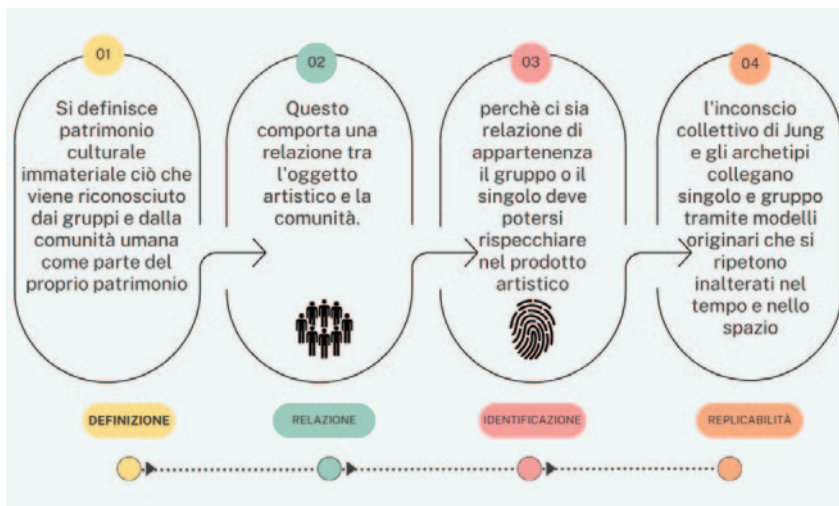 01
Si definisce
patrimonio
culturale
immateriale ciò che
viene riconosciuto
dai gruppi e dalla
comunità umana
come parte del
proprio patrimonio
02
Questo
comporta una
relazione tra
l'oggetto
artistico e la
comunità.
03
perchè ci sia
relazione di
appartenenza
il gruppo o il
singolo deve
potersi
rispecchiare
nel prodotto
artistico
04
l'inconscio
collettivo di Jung
e gli archetipi
collegano
singolo e gruppo
tramite modelli
originari che si
ripetono
inalterati nel
tempo e nello
spazio
DEFINIZIONE
RELAZIONE
IDENTIFICAZIONE
REPLICABILITÀ